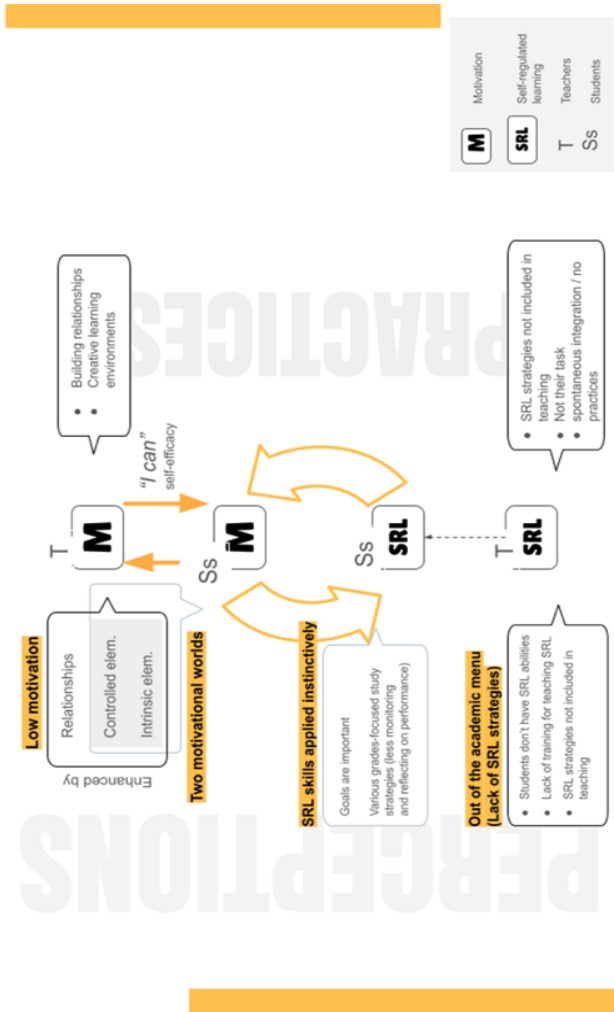 PERCEPTIONS
PRACTICES
Low motivation
Enhanced by
Relationships
Controlled elem.
Intrinsic elem.
Two motivational worlds
T
M
"I can"
self-efficacy
Ss
M
• Building relationships
• Creative learning
environments
SRL skills applied instinctively
Goals are important
Various grades-focused study
strategies (less monitoring
and reflecting on performance)
Ss
SRL
Out of the academic menu
(Lack of SRL strategies)
• Students don't have SRL abilities
• Lack of training for teaching SRL
• SRL strategies not included in
teaching
T
SRL
• SRL strategies not included in
teaching
• Not their task
• spontaneous integration / no
practices
M
Motivation
SRL
Self-regulated
learning
T
Teachers
Ss
Students